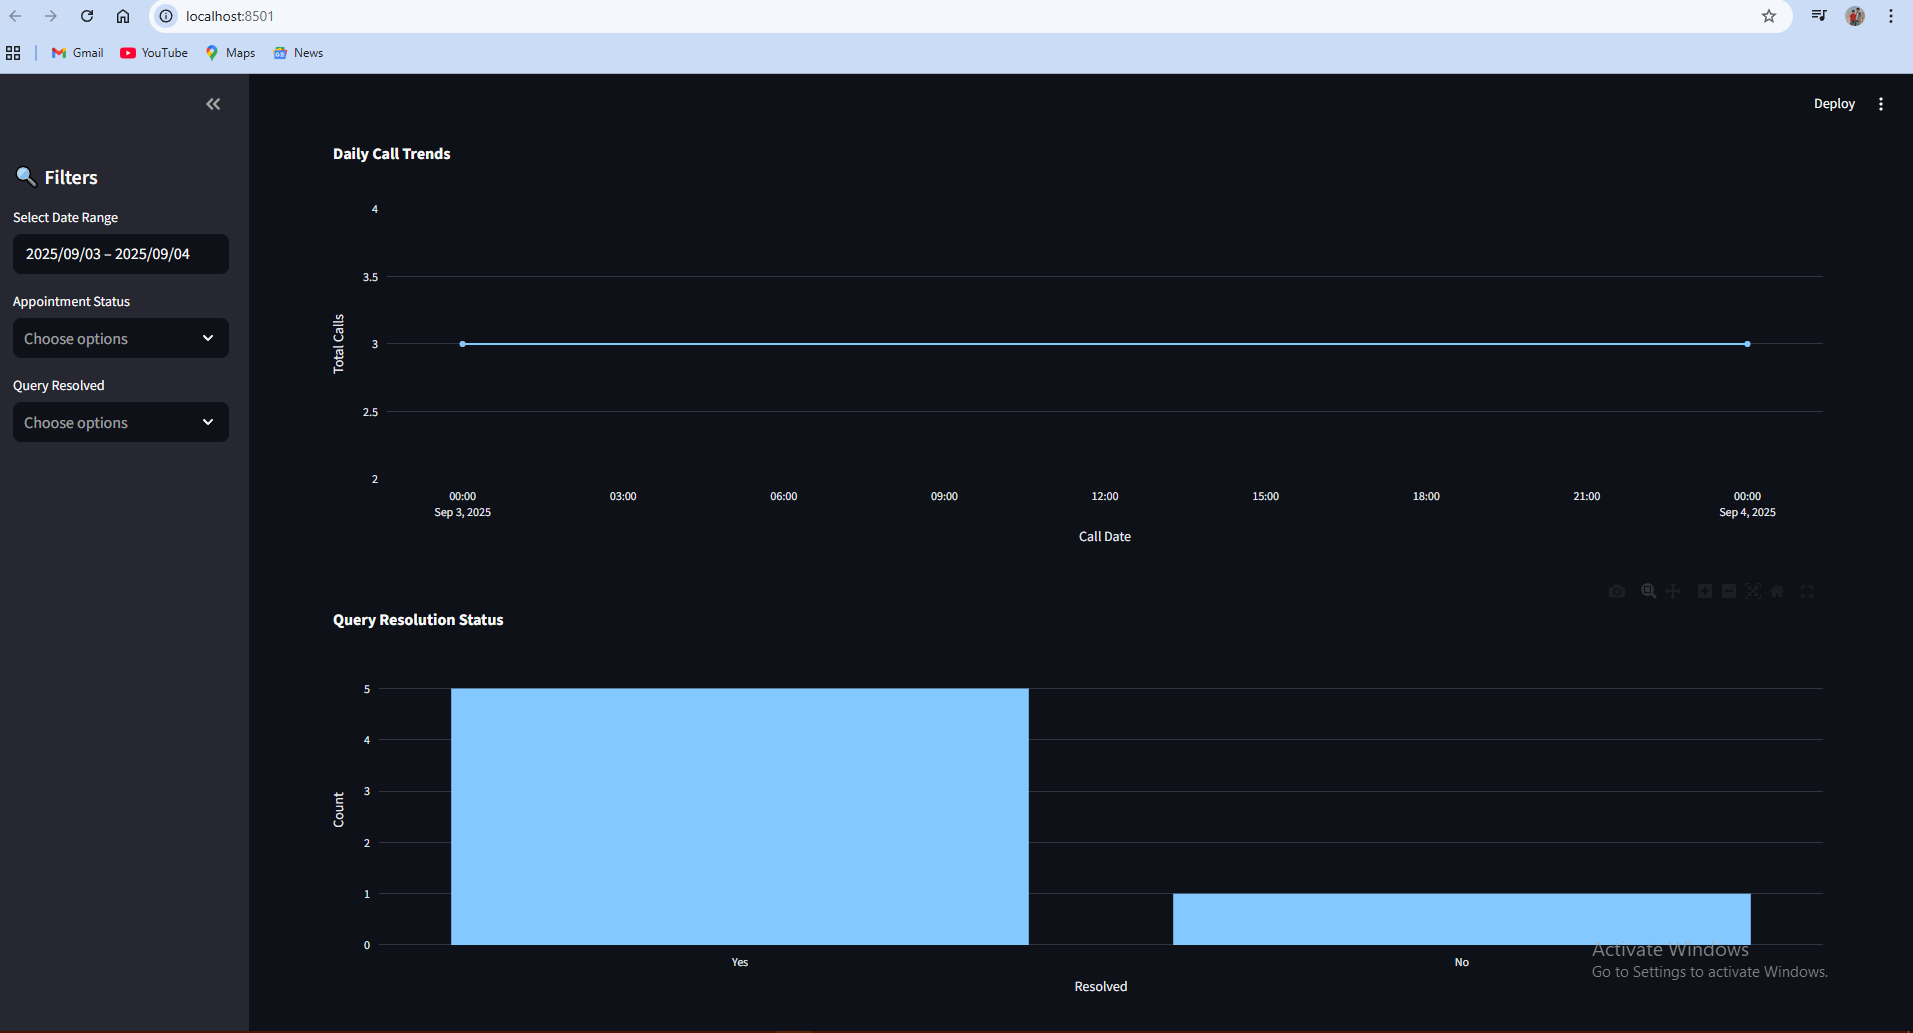 localhost:8501
Gmail YouTube Maps News
Deploy
Filters
Select Date Range
2025/09/03 – 2025/09/04
Appointment Status
Choose options
Query Resolved
Choose options
Daily Call Trends
Total Calls
4
3.5
3
2.5
2
00:00 03:00 06:00 09:00 12:00 15:00 18:00 21:00 00:00
Sep 3, 2025 Sep 4, 2025
Call Date
Query Resolution Status
Count
5
4
3
2
1
0
Yes No
Resolved
Activate Windows
Go to Settings to activate Windows.